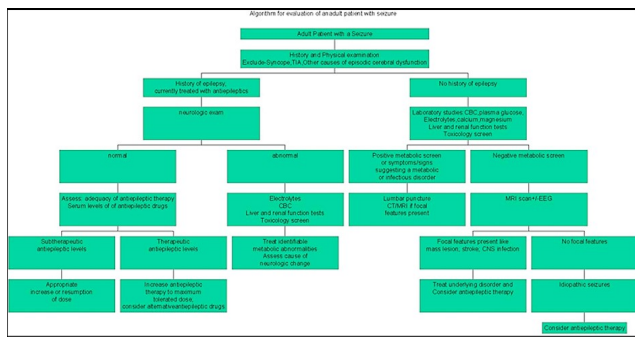 Algorithm for evaluation of an adult patient with seizure
Adult Patient with a Seizure
History and Physical examination
Exclude-Syncope,TIA,Other causes of episodic cerebral dysfunction
History of epilepsy,
currently treated with antiepileptics
No history of epilepsy
neurologic exam
Laboratory studies CBC,plasma glucose,
Electrolytes,calcium,magnesium
Liver and renal function tests
Toxicology screen
normal
abnormal
Positive metabolic screen
or symptoms/signs
suggesting a metabolic
or infectious disorder
Negative metabolic screen
Assess. adequacy of antiepileptic therapy
Serum levels of of antiepileptic drugs
Electrolytes
CBC
Liver and renal function tests
Toxicology screen
Lumbar puncture
CT/MRI if focal
features present
MRI scan+/-EEG
Subtherapeutic
antiepileptic levels
Therapeutic
antiepileptic levels
Treat identifiable
metabolic abnormalities
Assess cause of
neurologic change
Focal features present like
mass lesion, stroke, CNS infection
No focal features
Appropriate
increase or resumption
of dose
Increase antiepileptic
therapy to maximum
tolerated dose,
consider alternativeantiepileptic drugs
Treat underlying disorder and
Consider antiepileptic therapy
Idiopathic seizures
Consider antiepileptic therapy